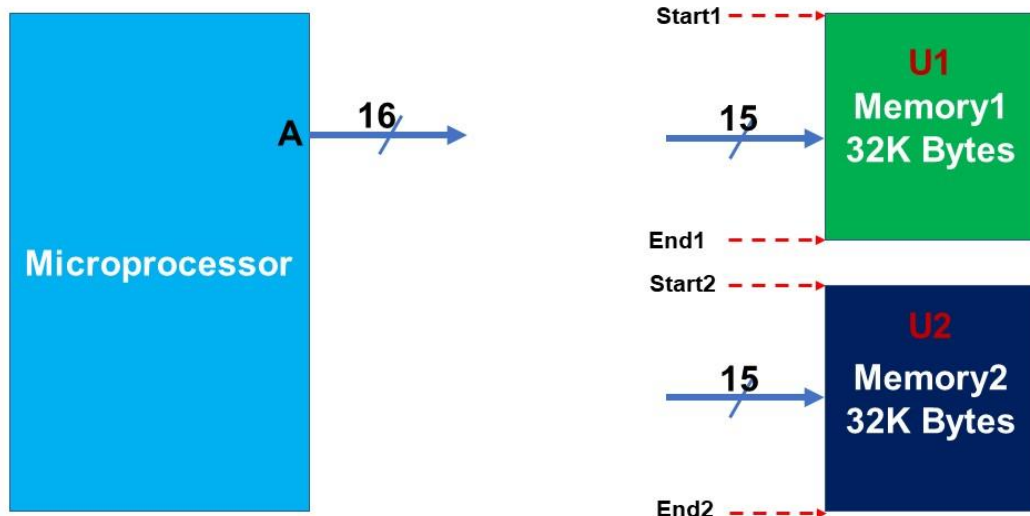 Microprocessor
A
16
Start1
15
U1
Memory1
32K Bytes
End1
Start2
15
U2
Memory2
32K Bytes
End2